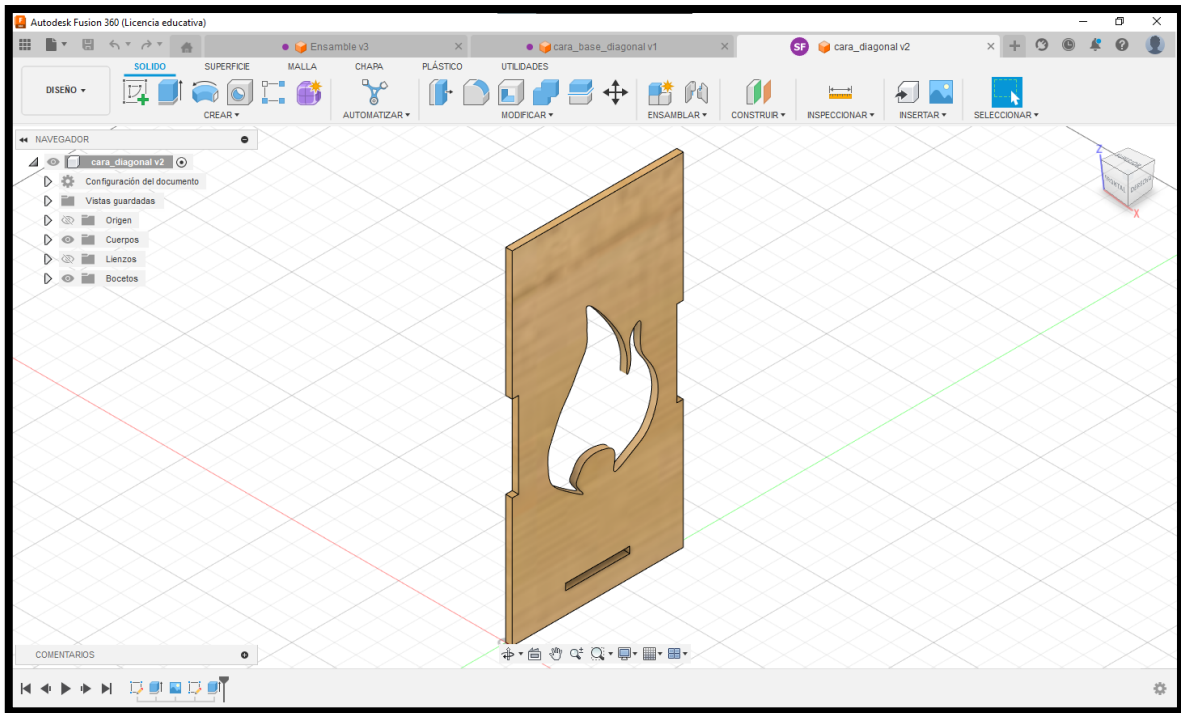 Autodesk Fusion 360 (Licencia educativa)
Ensamble v3
cara_base_diagonal v1
SF cara_diagonal v2
SÓLIDO SUPERFICIE MALLA CHAPA PLÁSTICO UTILIDADES
DISEÑO
CREAR AUTOMATIZAR MODIFICAR ENSAMBLAR CONSTRUIR INSPECCIONAR INSERTAR SELECCIONAR
NAVEGADOR
cara_diagonal v2
Configuración del documento
Vistas guardadas
Origen
Cuerpos
Lienzos
Bocetos
Z
X
COMENTARIOS